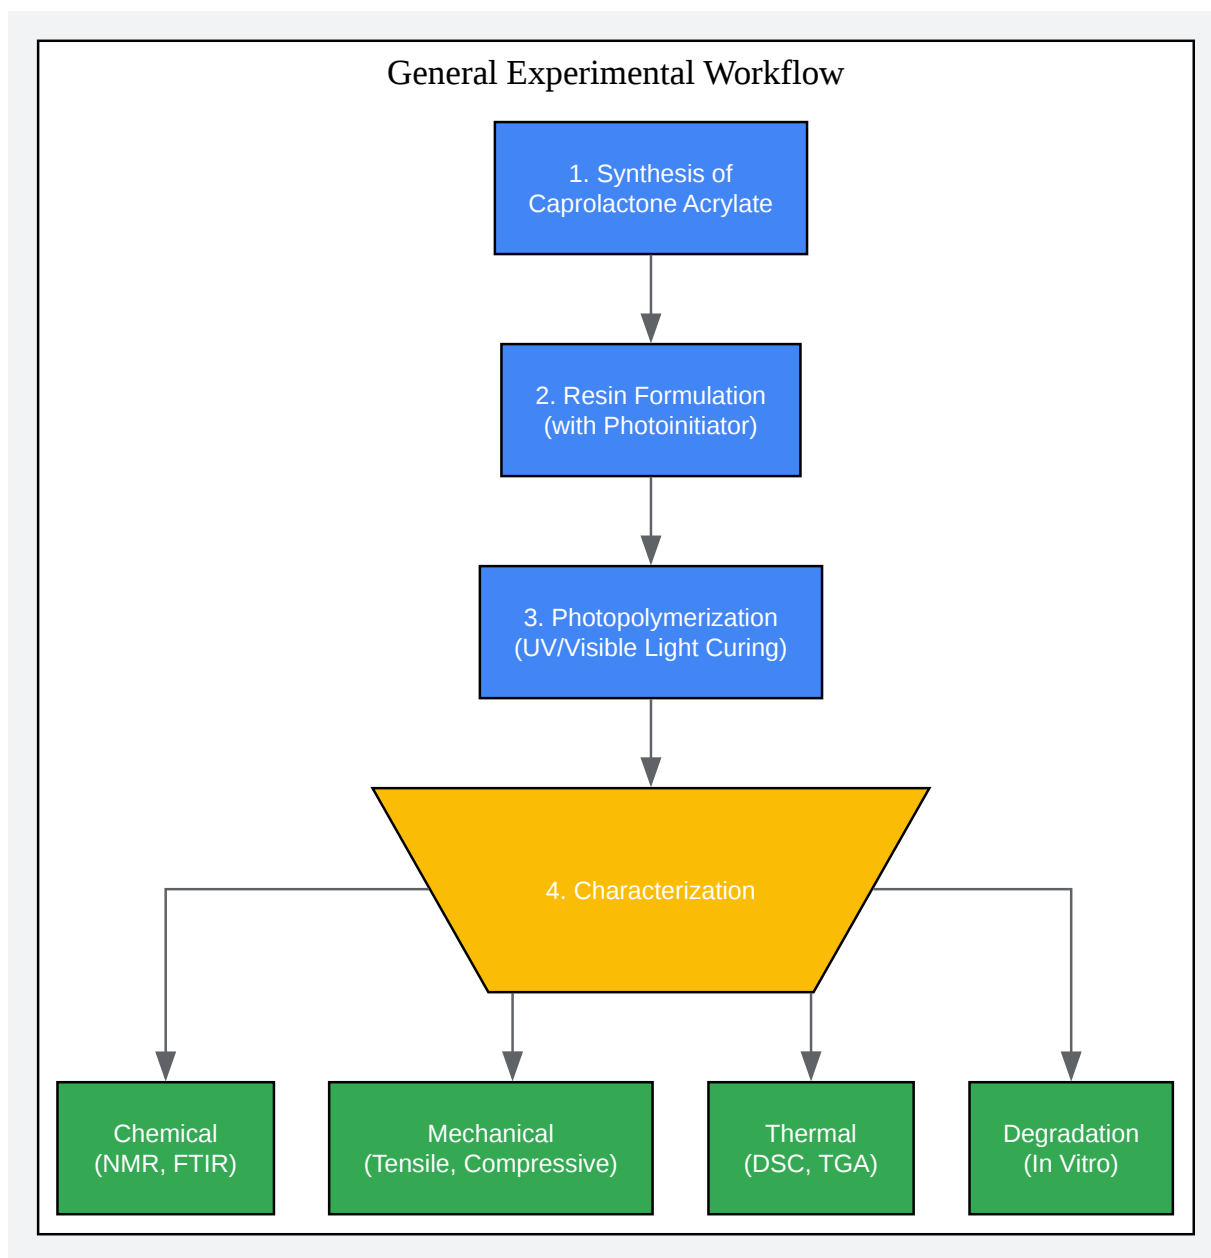 General Experimental Workflow
1. Synthesis of
Caprolactone Acrylate
2. Resin Formulation
(with Photoinitiator)
3. Photopolymerization
(UV/Visible Light Curing)
4. Characterization
Chemical
(NMR, FTIR)
Mechanical
(Tensile, Compressive)
Thermal
(DSC, TGA)
Degradation
(In Vitro)